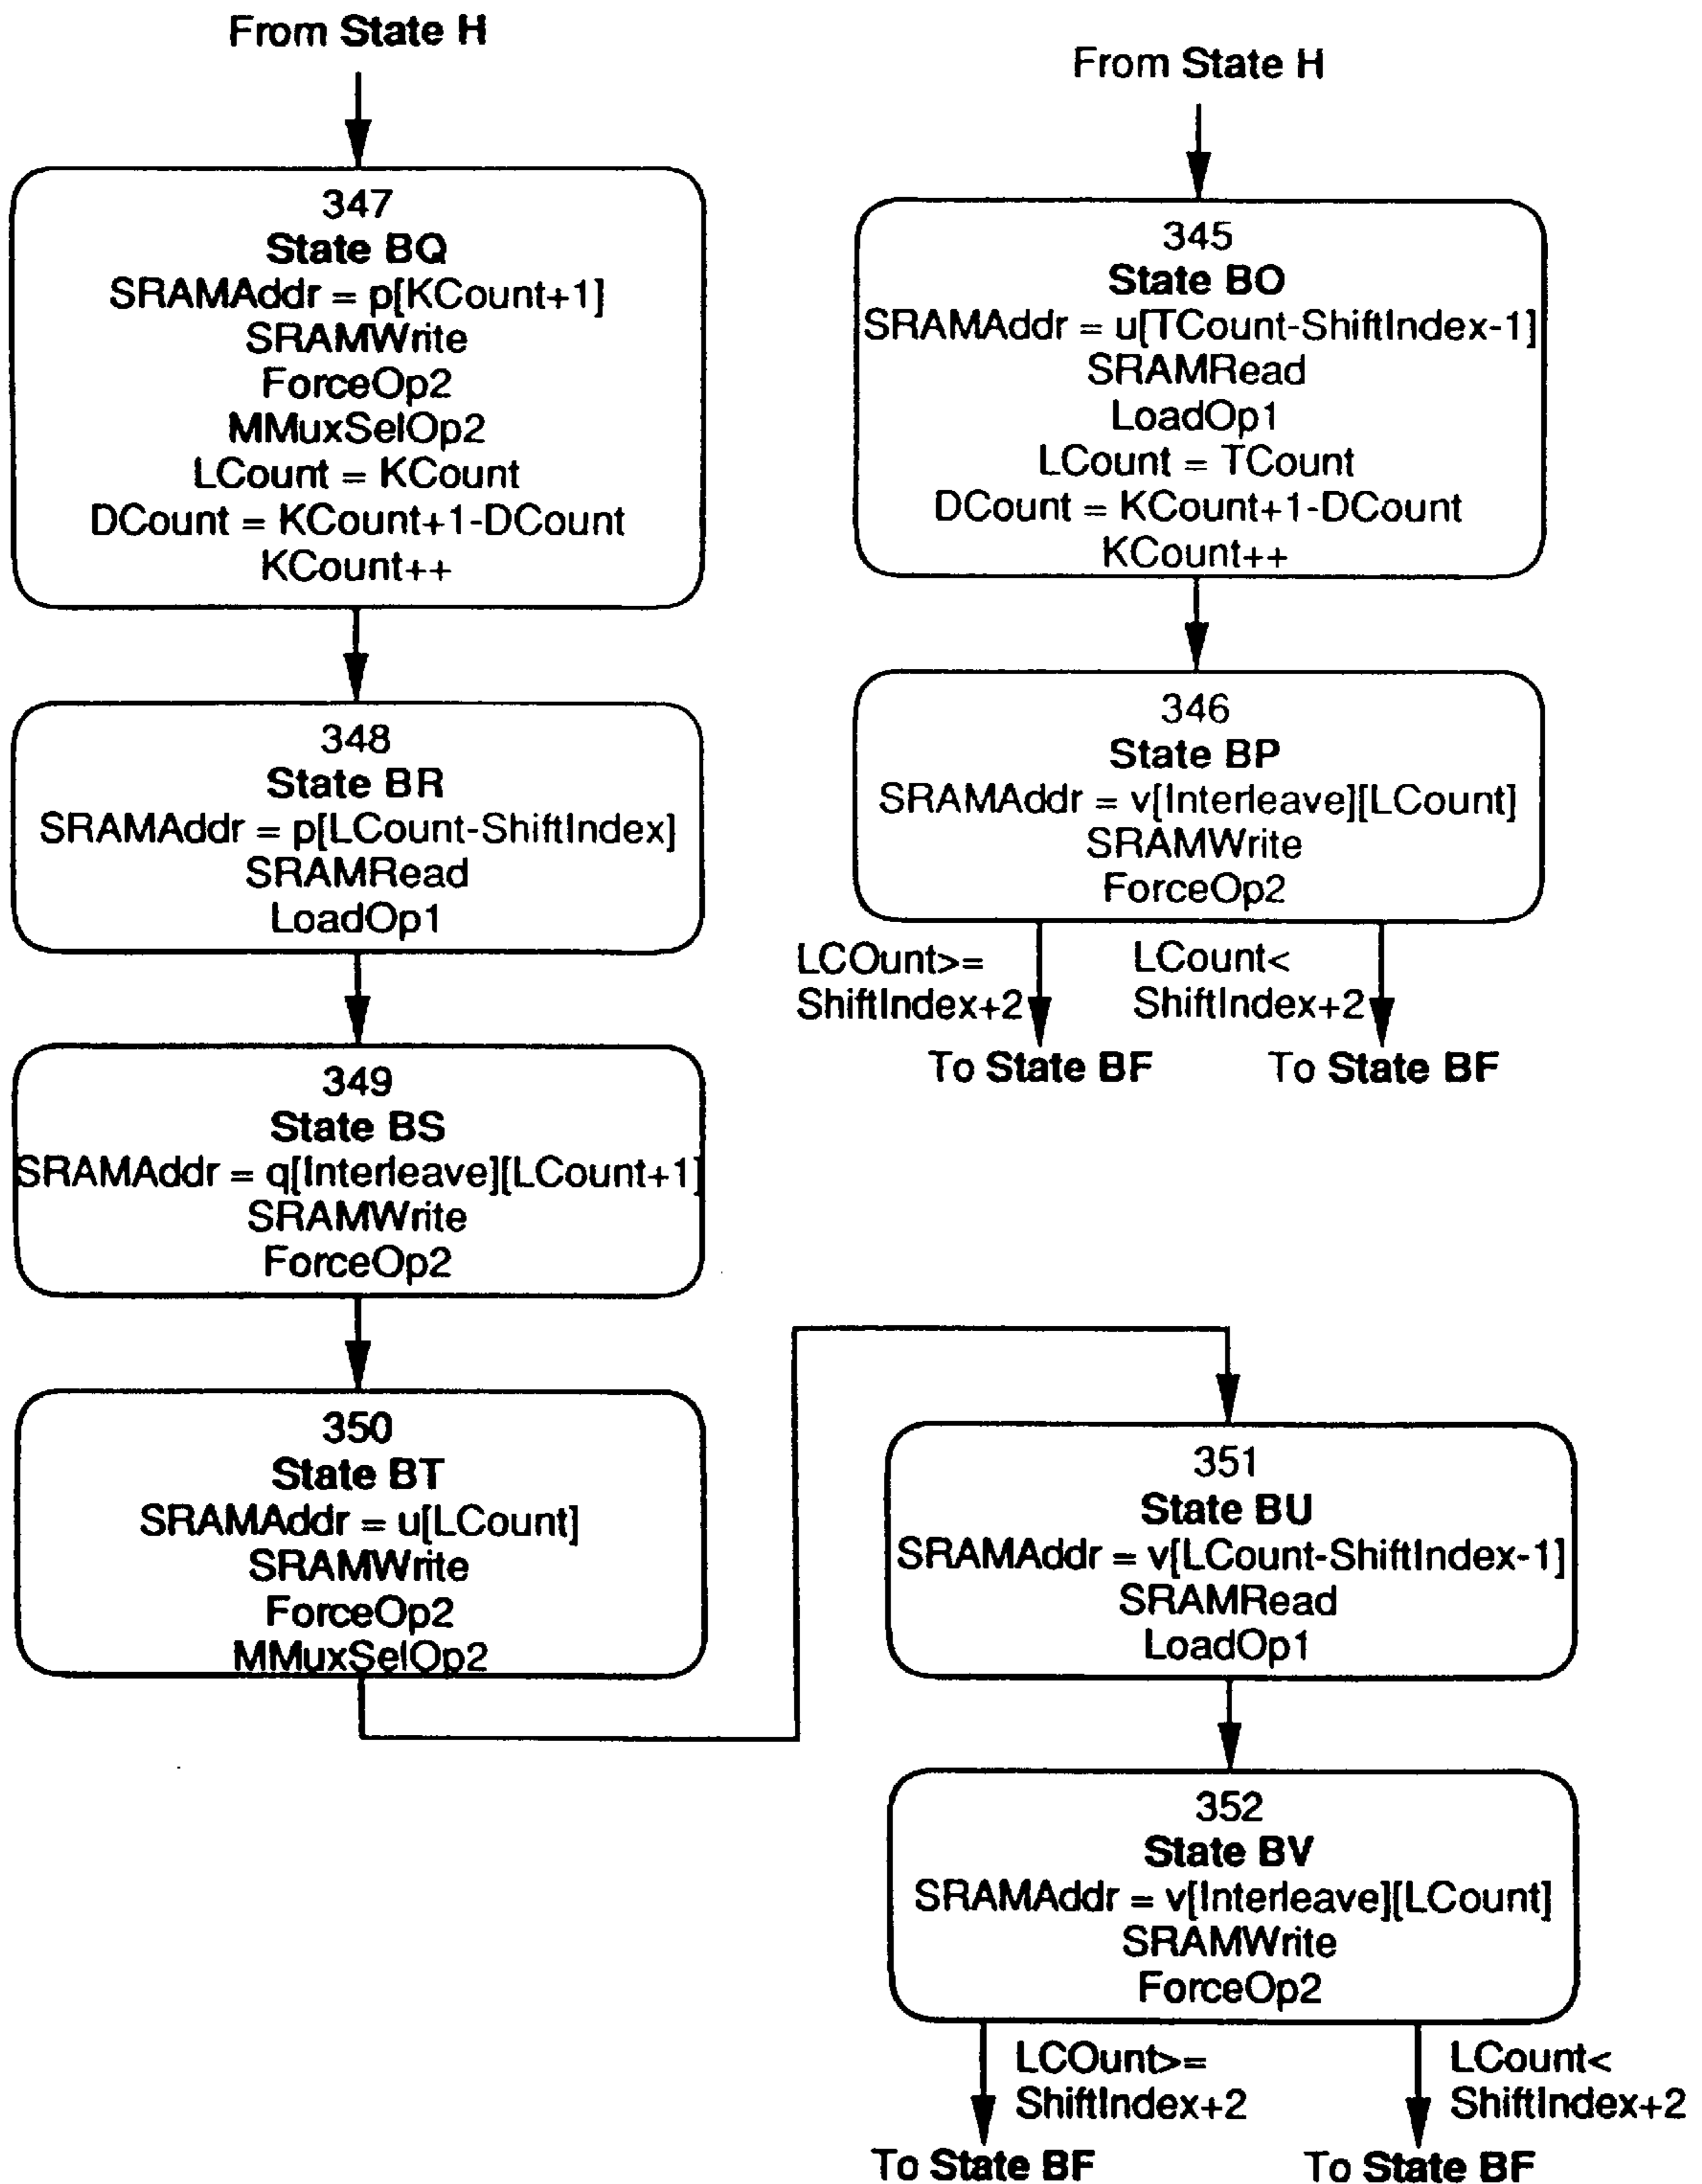 From State H
347
State BQ
SRAMAddr = p[KCount+1]
SRAMWrite
ForceOp2
MMuxSelOp2
LCount = KCount
DCount = KCount+1-DCount
KCount++
348
State BR
SRAMAddr = p[LCount-ShiftIndex]
SRAMRead
LoadOp1
349
State BS
SRAMAddr = q[Interleave][LCount+1]
SRAMWrite
ForceOp2
350
State BT
SRAMAddr = u[LCount]
SRAMWrite
ForceOp2
MMuxSelOp2
From State H
345
State BO
SRAMAddr = u[TCount-ShiftIndex-1]
SRAMRead
LoadOp1
LCount = TCount
DCount = KCount+1-DCount
KCount++
346
State BP
SRAMAddr = v[Interleave][LCount]
SRAMWrite
ForceOp2
LCOunt>=
ShiftIndex+2
To State BF
LCount<
ShiftIndex+2
To State BF
351
State BU
SRAMAddr = v[LCount-ShiftIndex-1]
SRAMRead
LoadOp1
352
State BV
SRAMAddr = v[Interleave][LCount]
SRAMWrite
ForceOp2
LCOunt>=
ShiftIndex+2
To State BF
LCount<
ShiftIndex+2
To State BF